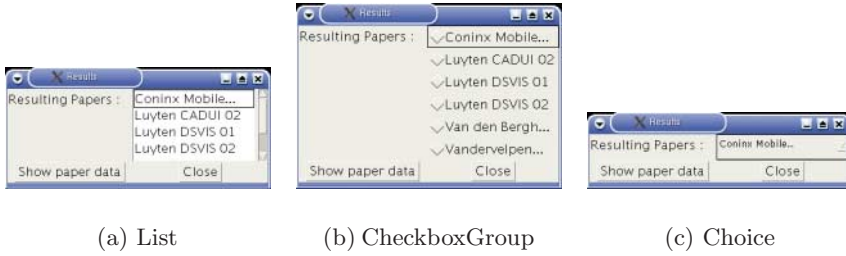 Results
Resulting Papers :
Coninx Mobile...
Luyten CADUI 02
Luyten DSVIS 01
Luyten DSVIS 02
Show paper data
Close
(a) List
Results
Resulting Papers :
Coninx Mobile...
Luyten CADUI 02
Luyten DSVIS 01
Luyten DSVIS 02
Van den Bergh...
Vandervelpen...
Show paper data
Close
(b) CheckboxGroup
Results
Resulting Papers :
Coninx Mobile...
Show paper data
Close
(c) Choice